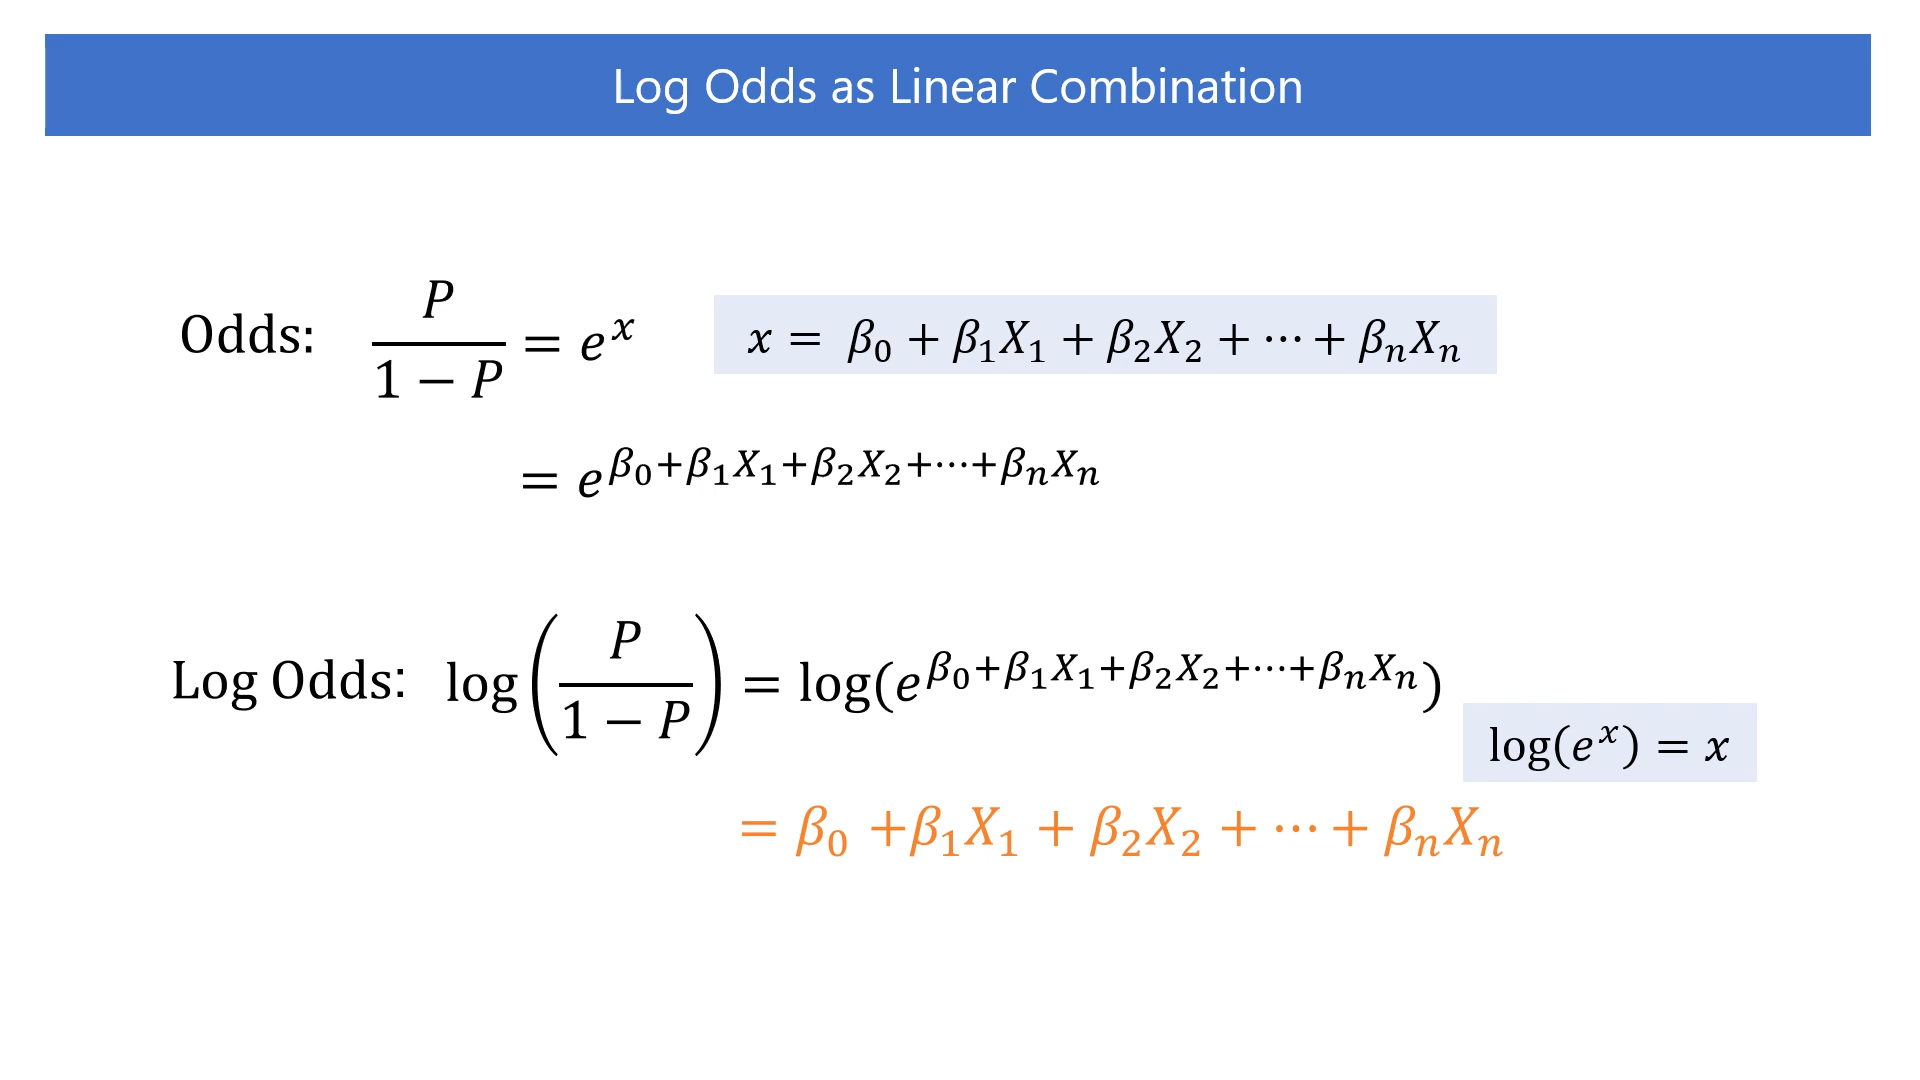 Log Odds as Linear Combination
Odds: P / 1 − P = e^x
x = β₀ + β₁X₁ + β₂X₂ + ⋯ + βₙXₙ
= e^(β₀+β₁X₁+β₂X₂+⋯+βₙXₙ)
Log Odds: log(P / 1 − P) = log(e^(β₀+β₁X₁+β₂X₂+⋯+βₙXₙ))
log(e^x) = x
= β₀ +β₁X₁ + β₂X₂ + ⋯ + βₙXₙ